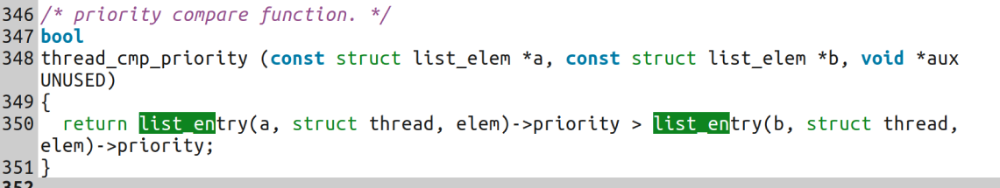 346 /* priority compare function. */
347 bool
348 thread_cmp_priority (const struct list_elem *a, const struct list_elem *b, void *aux
UNUSED)
349 {
350   return list_entry(a, struct thread, elem)->priority > list_entry(b, struct thread,
elem)->priority;
351 }
352